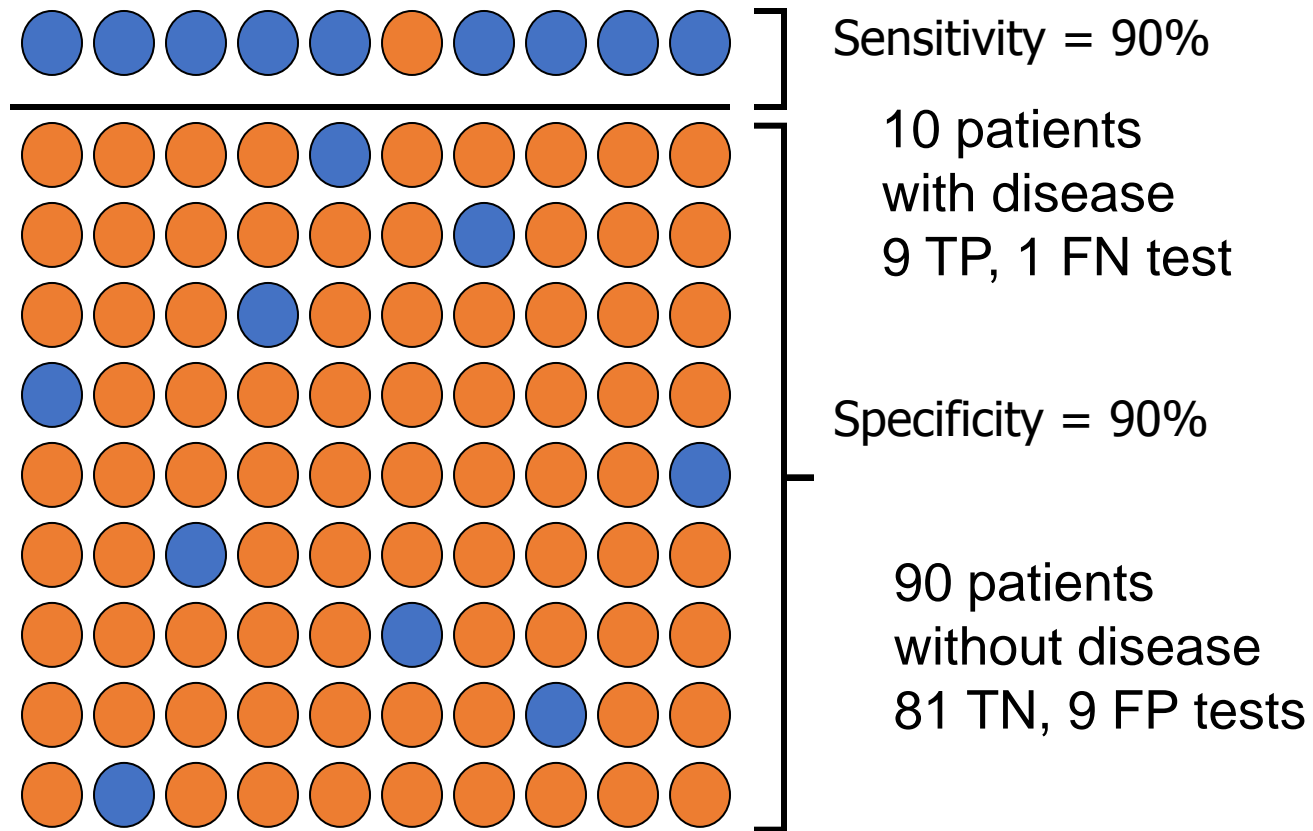 Sensitivity = 90%
10 patients
with disease
9 TP, 1 FN test
Specificity = 90%
90 patients
without disease
81 TN, 9 FP tests